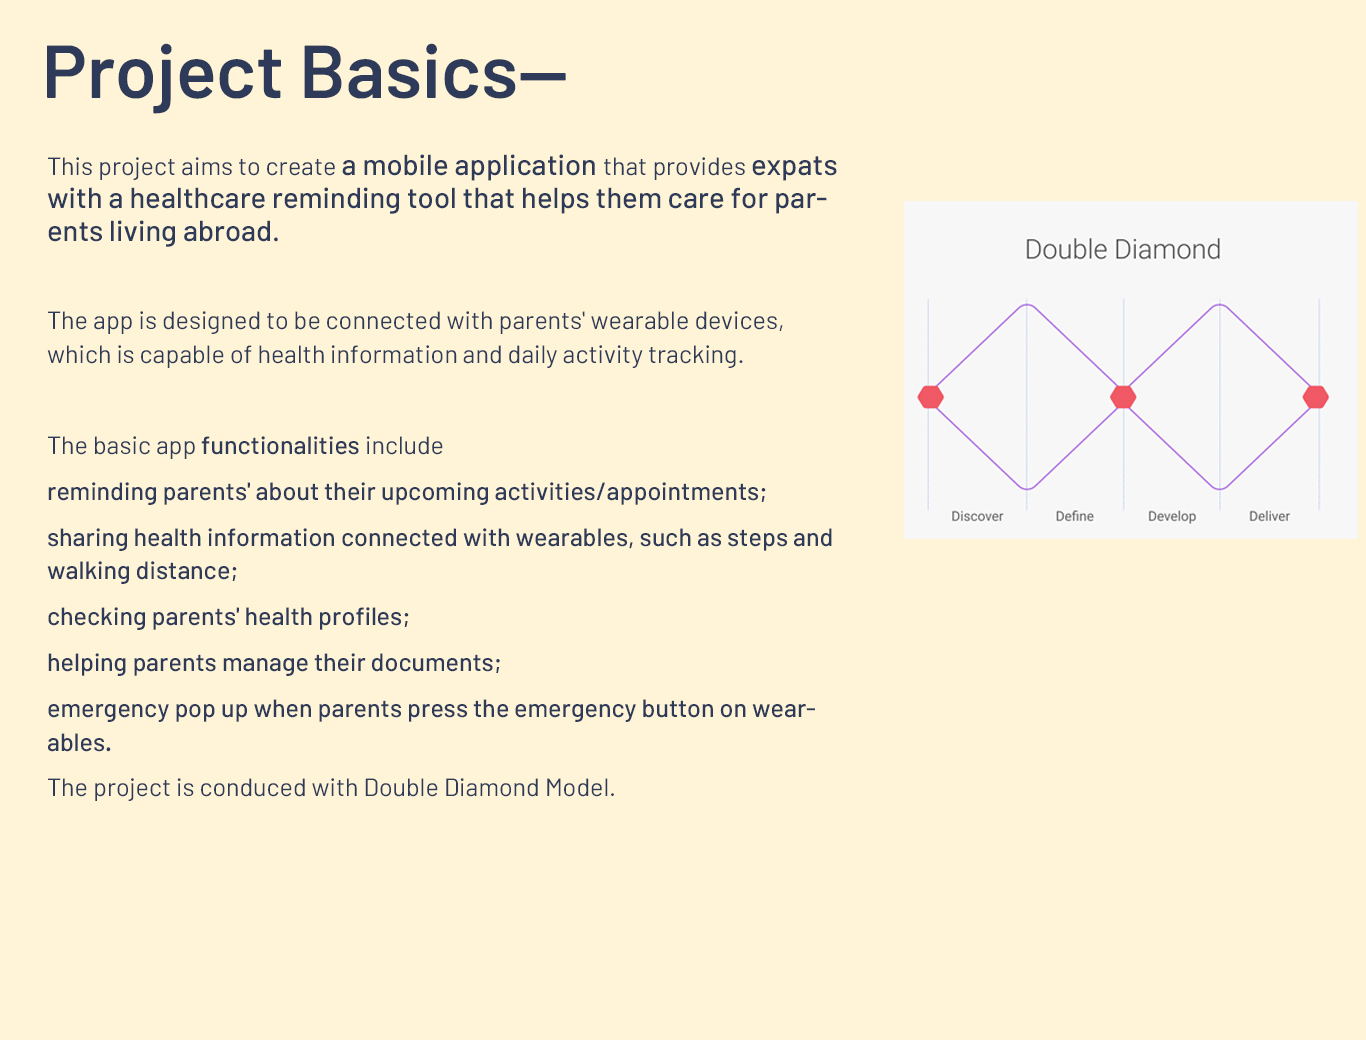 Project Basics—
This project aims to create a mobile application that provides expats
with a healthcare reminding tool that helps them care for par-
ents living abroad.
The app is designed to be connected with parents' wearable devices,
which is capable of health information and daily activity tracking.
The basic app functionalities include
reminding parents' about their upcoming activities/appointments;
sharing health information connected with wearables, such as steps and
walking distance;
checking parents' health profiles;
helping parents manage their documents;
emergency pop up when parents press the emergency button on wear-
ables.
The project is conduced with Double Diamond Model.
Double Diamond
Discover Define Develop Deliver